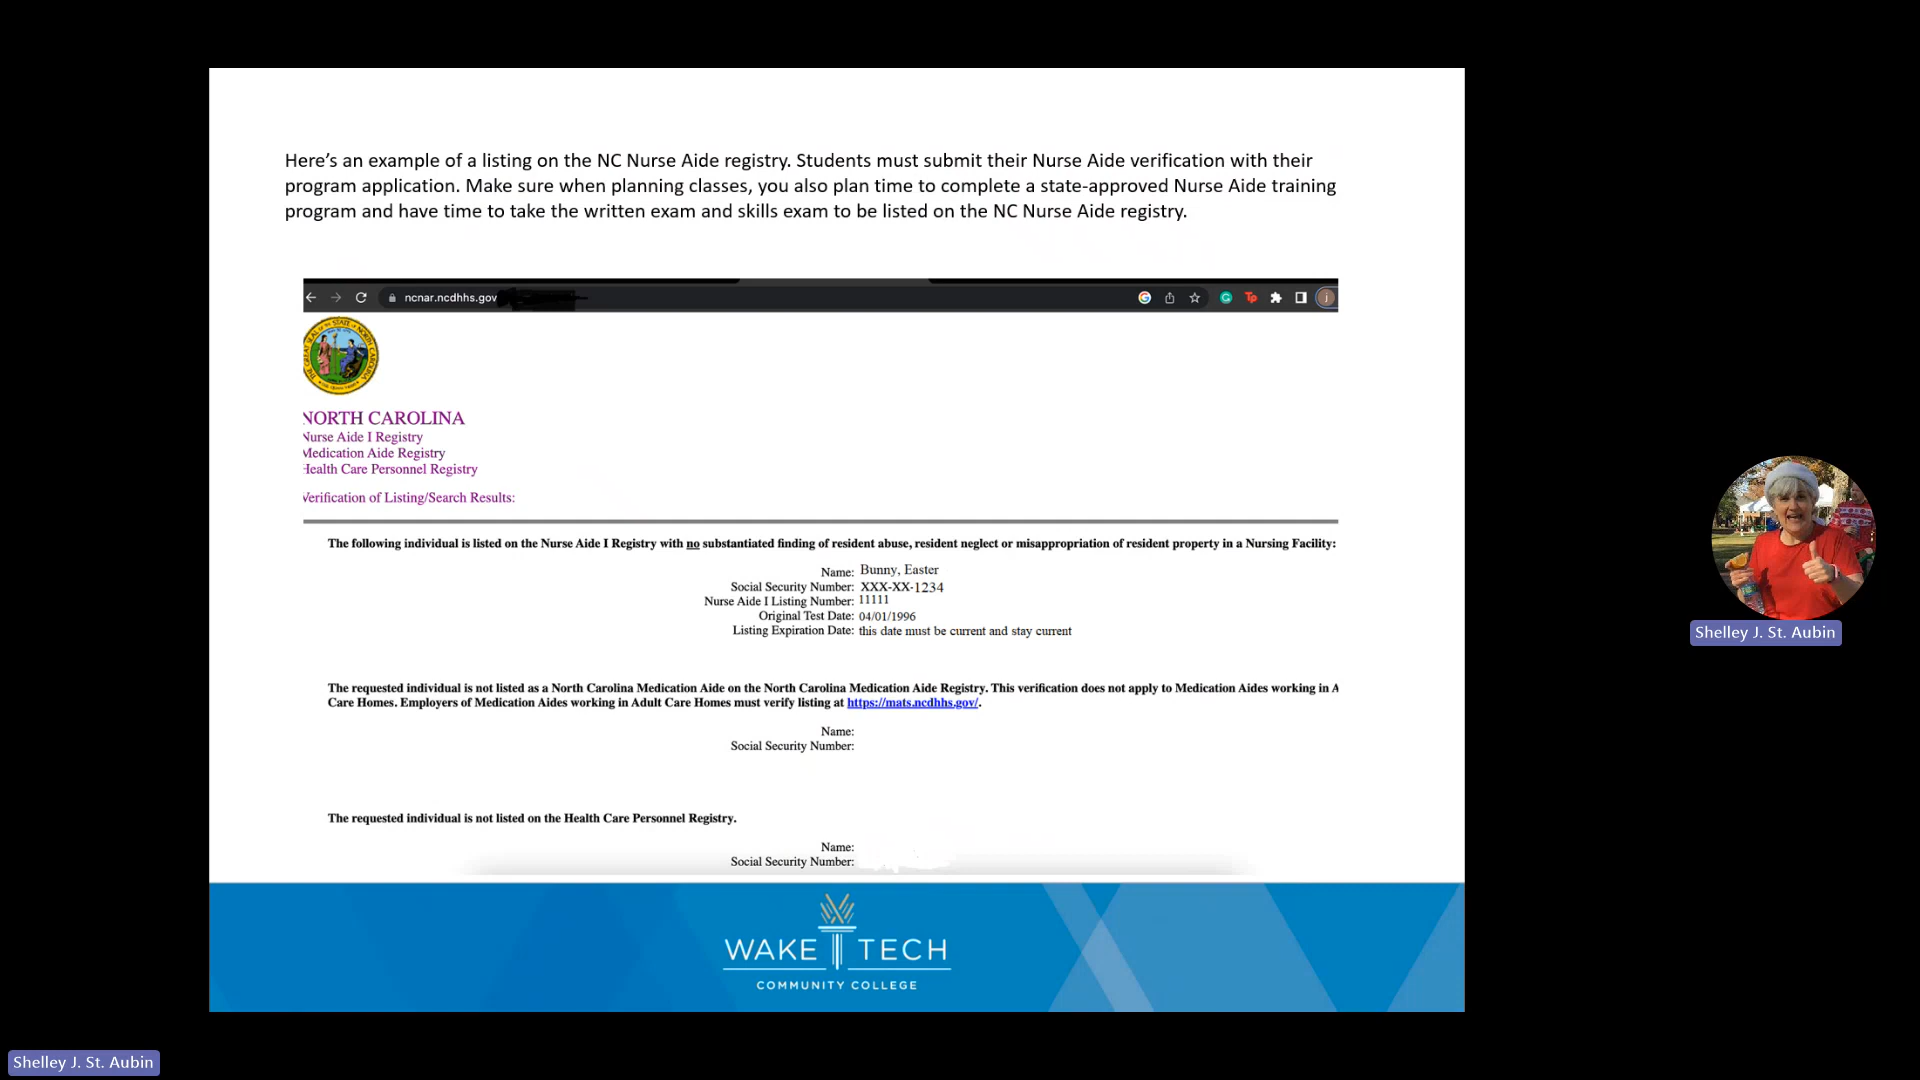 Here’s an example of a listing on the NC Nurse Aide registry. Students must submit their Nurse Aide verification with their
program application. Make sure when planning classes, you also plan time to complete a state-approved Nurse Aide training
program and have time to take the written exam and skills exam to be listed on the NC Nurse Aide registry.
ncnar.ncdhhs.gov
THE GREAT SEAL OF THE STATE OF NORTH CAROLINA
NORTH CAROLINA
Nurse Aide I Registry
Medication Aide Registry
Health Care Personnel Registry
Verification of Listing/Search Results:
The following individual is listed on the Nurse Aide I Registry with no substantiated finding of resident abuse, resident neglect or misappropriation of resident property in a Nursing Facility:
Name: Bunny, Easter
Social Security Number: XXX-XX-1234
Nurse Aide I Listing Number: 11111
Original Test Date: 04/01/1996
Listing Expiration Date: this date must be current and stay current
The requested individual is not listed as a North Carolina Medication Aide on the North Carolina Medication Aide Registry. This verification does not apply to Medication Aides working in A
Care Homes. Employers of Medication Aides working in Adult Care Homes must verify listing at https://mats.ncdhhs.gov/.
Name:
Social Security Number:
The requested individual is not listed on the Health Care Personnel Registry.
Name:
Social Security Number:
WAKE TECH
COMMUNITY COLLEGE
Shelley J. St. Aubin
Shelley J. St. Aubin